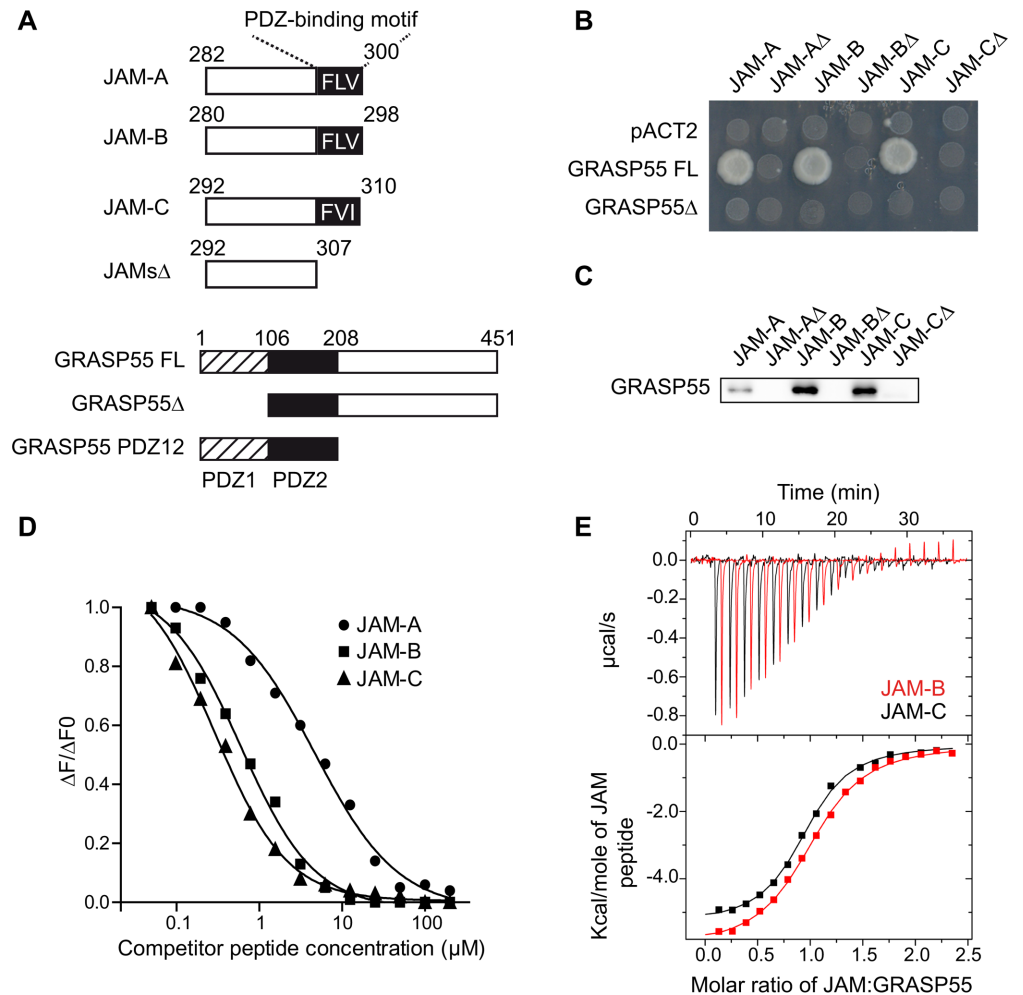 A
PDZ-binding motif
282 300
JAM-A FLV
280 298
JAM-B FLV
292 310
JAM-C FVI
292 307
JAMsΔ
1 106 208 451
GRASP55 FL
GRASP55Δ
GRASP55 PDZ12
PDZ1 PDZ2
B
JAM-A JAM-AΔ JAM-B JAM-BΔ JAM-C JAM-CΔ
pACT2
GRASP55 FL
GRASP55Δ
C
JAM-A JAM-AΔ JAM-B JAM-BΔ JAM-C JAM-CΔ
GRASP55
D
1.0
0.8
0.6
0.4
0.2
0.0
ΔF/ΔF0
JAM-A
JAM-B
JAM-C
0.1 1 10 100
Competitor peptide concentration (µM)
E
Time (min)
0 10 20 30
0.0
-0.2
-0.4
-0.6
-0.8
µcal/s
JAM-B
JAM-C
0.0
-2.0
-4.0
Kcal/mole of JAM
peptide
0.0 0.5 1.0 1.5 2.0 2.5
Molar ratio of JAM:GRASP55